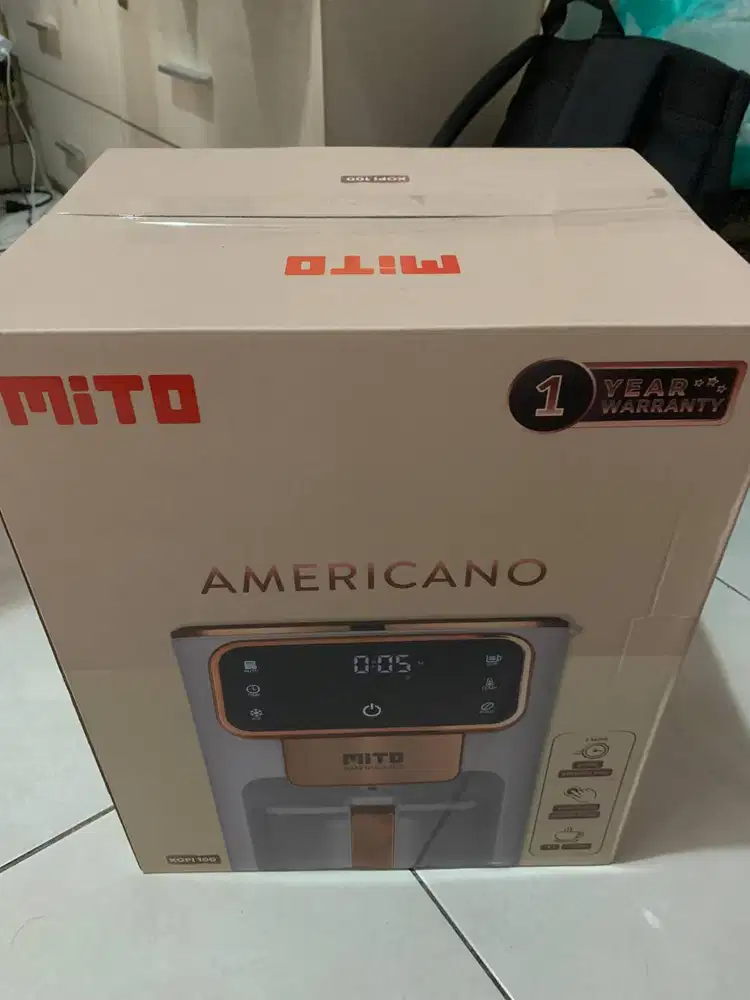 KOPI 100
MiTO
MiTO
1 YEAR
WARRANTY
AMERICANO
0:05
MiTO
KOPI 100